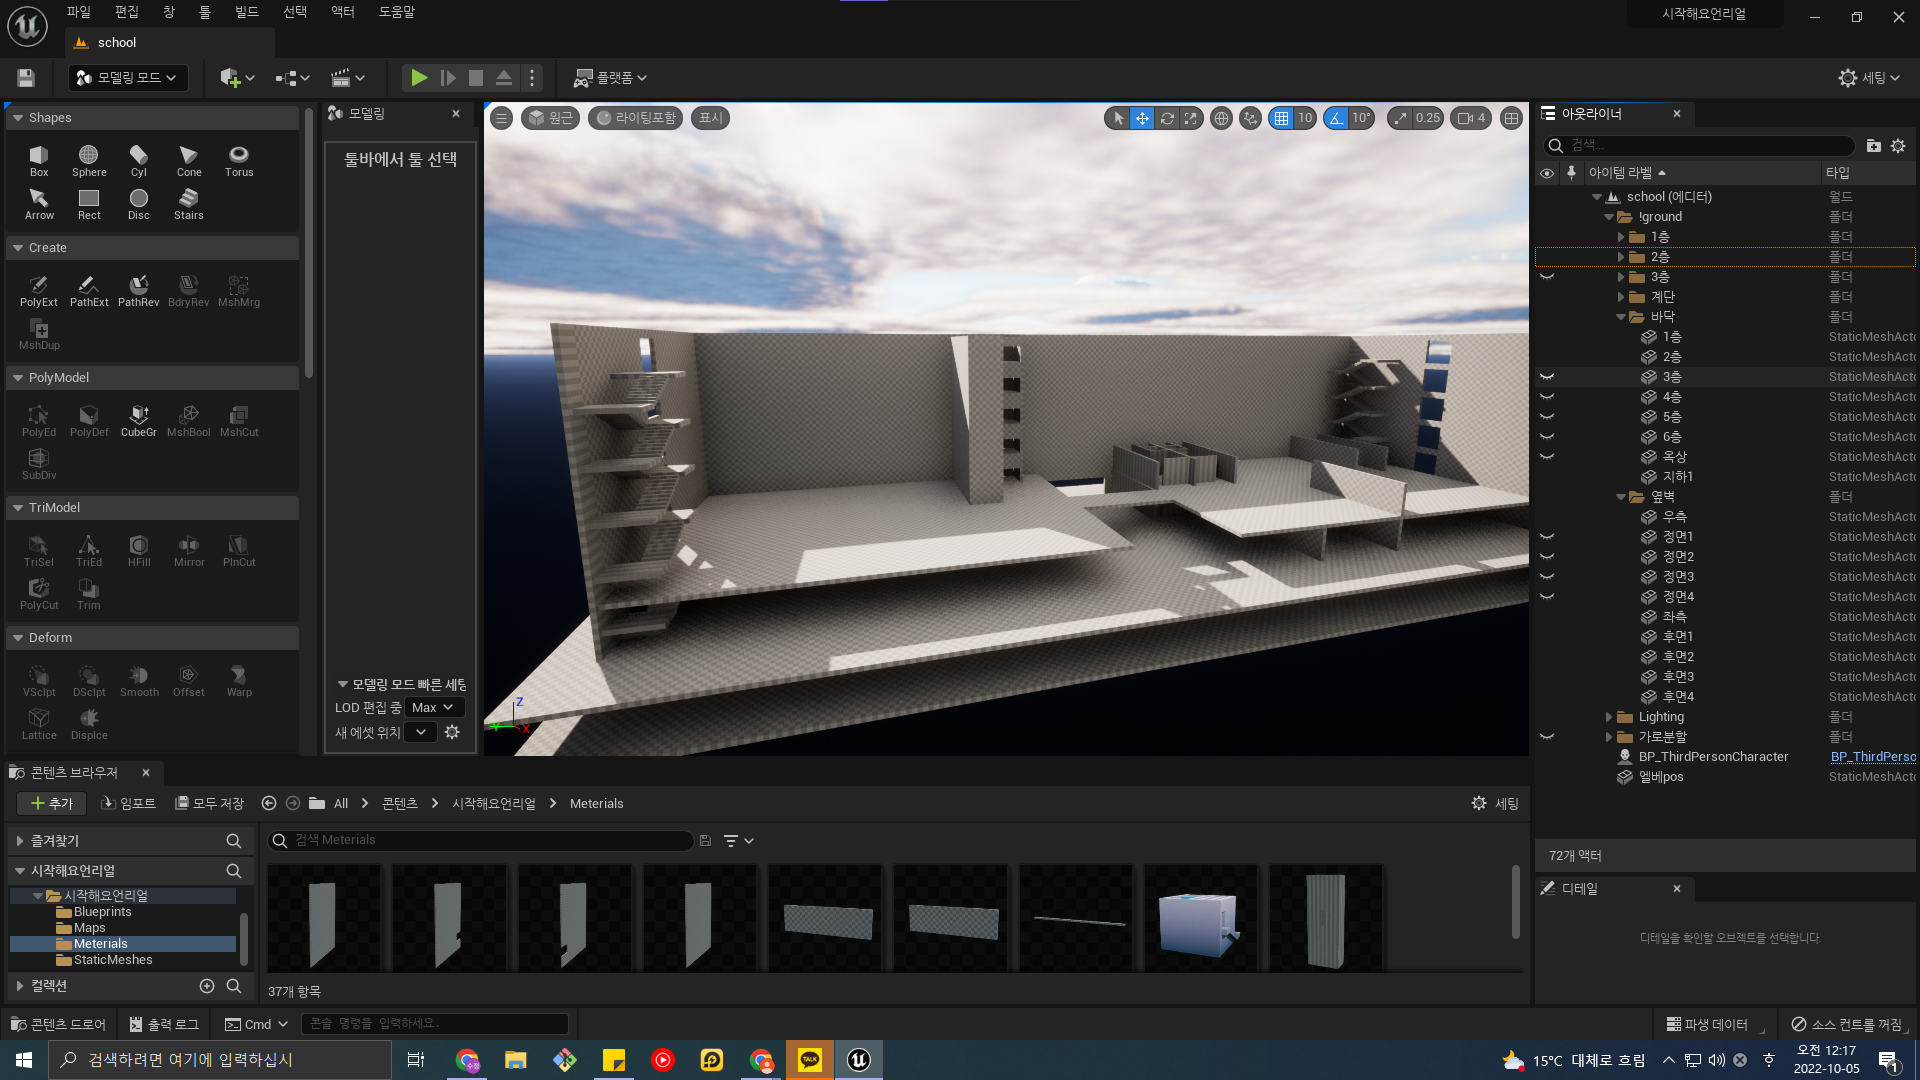 파일 편집 창 툴 빌드 선택 액터 도움말
시작해요언리얼
school
모델링 모드
플랫폼
세팅
Shapes
Box Sphere Cyl Cone Torus
Arrow Rect Disc Stairs
Create
PolyExt PathExt PathRev BdryRev MshMrg
MshDup
PolyModel
PolyEd PolyDef CubeGr MshBool MshCut
SubDiv
TriModel
TriSel TriEd HFill Mirror PlnCut
PolyCut Trim
Deform
VSclpt DSclpt Smooth Offset Warp
Lattice Displce
모델링
툴바에서 툴 선택
모델링 모드 빠른 세팅
LOD 편집 중 Max
새 에셋 위치
원근 라이팅포함 표시
10 10° 0.25 4
Z
Y
X
아웃라이너
검색...
아이템 라벨 타입
school (에디터) 월드
!ground 폴더
1층 폴더
2층 폴더
3층 폴더
계단 폴더
바닥 폴더
1층 StaticMeshActo
2층 StaticMeshActo
3층 StaticMeshActo
4층 StaticMeshActo
5층 StaticMeshActo
6층 StaticMeshActo
옥상 StaticMeshActo
지하1 StaticMeshActo
옆벽 폴더
우측 StaticMeshActo
정면1 StaticMeshActo
정면2 StaticMeshActo
정면3 StaticMeshActo
정면4 StaticMeshActo
좌측 StaticMeshActo
후면1 StaticMeshActo
후면2 StaticMeshActo
후면3 StaticMeshActo
후면4 StaticMeshActo
Lighting 폴더
가로분할 폴더
BP_ThirdPersonCharacter BP_ThirdPerso
엘베pos StaticMeshActo
72개 액터
디테일
디테일을 확인할 오브젝트를 선택합니다.
콘텐츠 브라우저
추가 임포트 모두 저장 All 콘텐츠 시작해요언리얼 Meterials
세팅
즐겨찾기
시작해요언리얼
시작해요언리얼
Blueprints
Maps
Meterials
StaticMeshes
컬렉션
검색 Meterials
37개 항목
콘텐츠 드로어 출력 로그 Cmd 콘솔 명령을 입력하세요.
파생 데이터 소스 컨트롤 꺼짐
검색하려면 여기에 입력하십시
수정
TALK
15°C 대체로 흐림
오전 12:17
2022-10-05
1